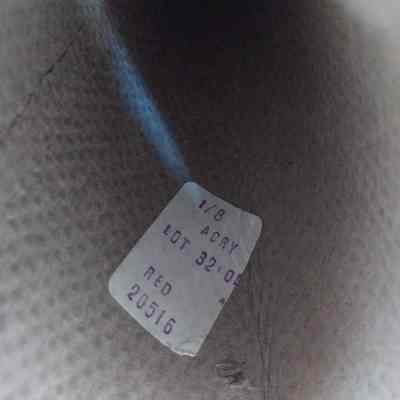 1/8
ACRY
LOT 32-05
RED
20516